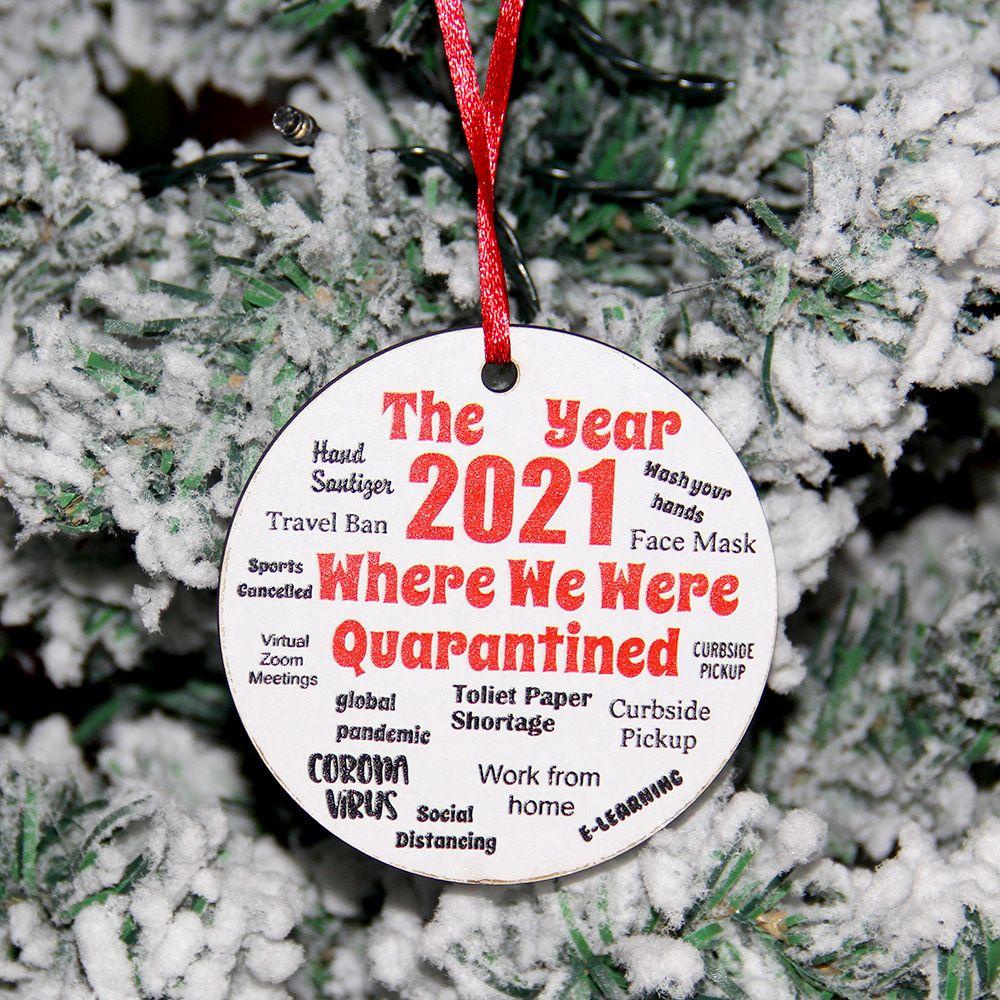 The Year
2021
Where We Were
Quarantined
Hand
Santizer
Travel Ban
Sports
Cancelled
Virtual
Zoom
Meetings
Wash your
hands
Face Mask
CURBSIDE
PICKUP
global
pandemic
Toliet Paper
Shortage
Curbside
Pickup
CORONA
ViRUS
Social
Distancing
Work from
home
E-LEARNING